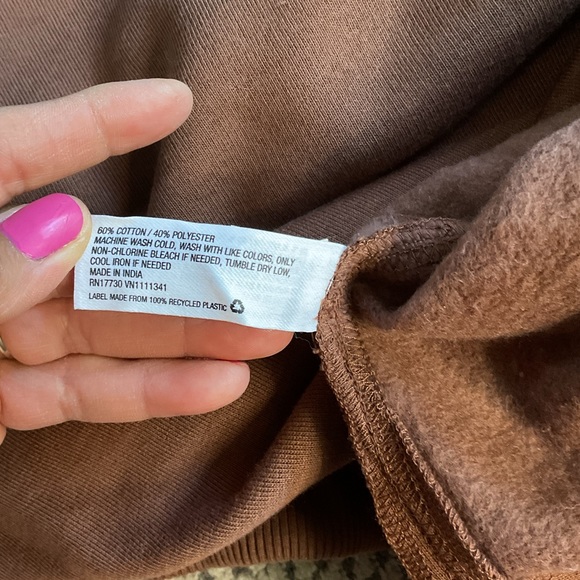 60% COTTON / 40% POLYESTER
MACHINE WASH COLD, WASH WITH LIKE COLORS, ONLY
NON-CHLORINE BLEACH IF NEEDED, TUMBLE DRY LOW,
COOL IRON IF NEEDED
MADE IN INDIA
RN17730 VN1111341
LABEL MADE FROM 100% RECYCLED PLASTIC